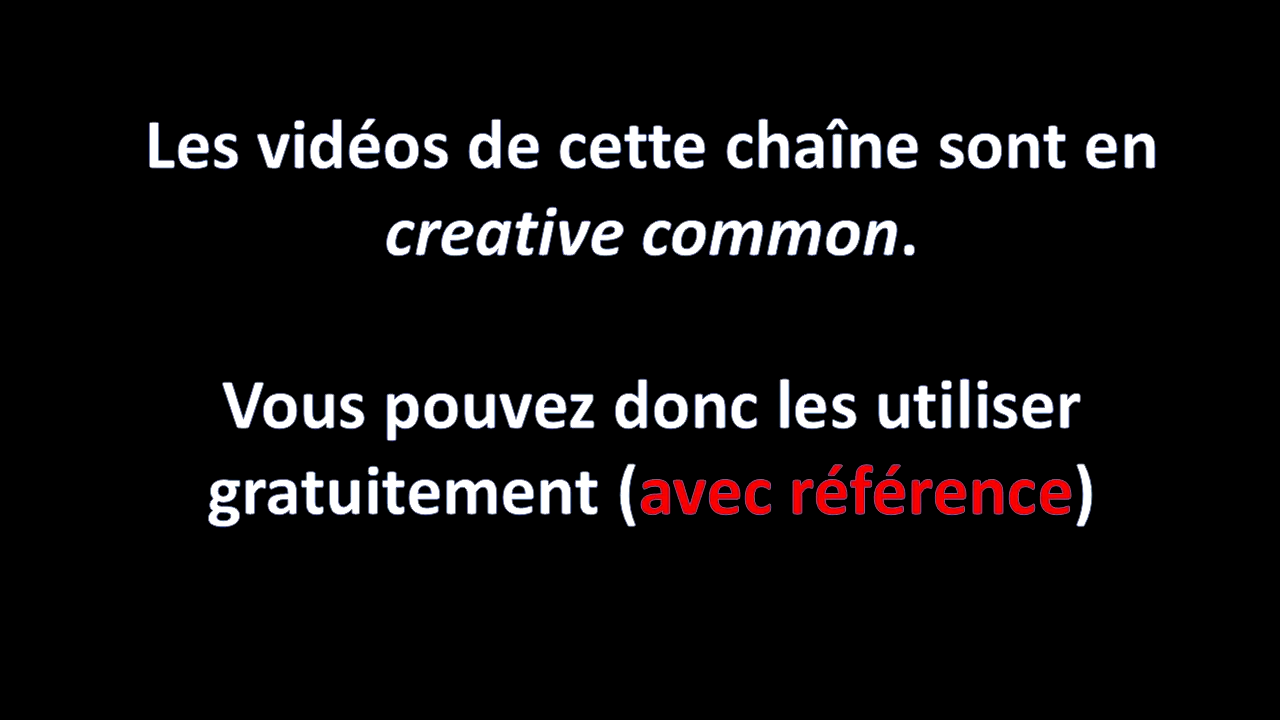 Les vidéos de cette chaîne sont en
creative common.
Vous pouvez donc les utiliser
gratuitement (avec référence)